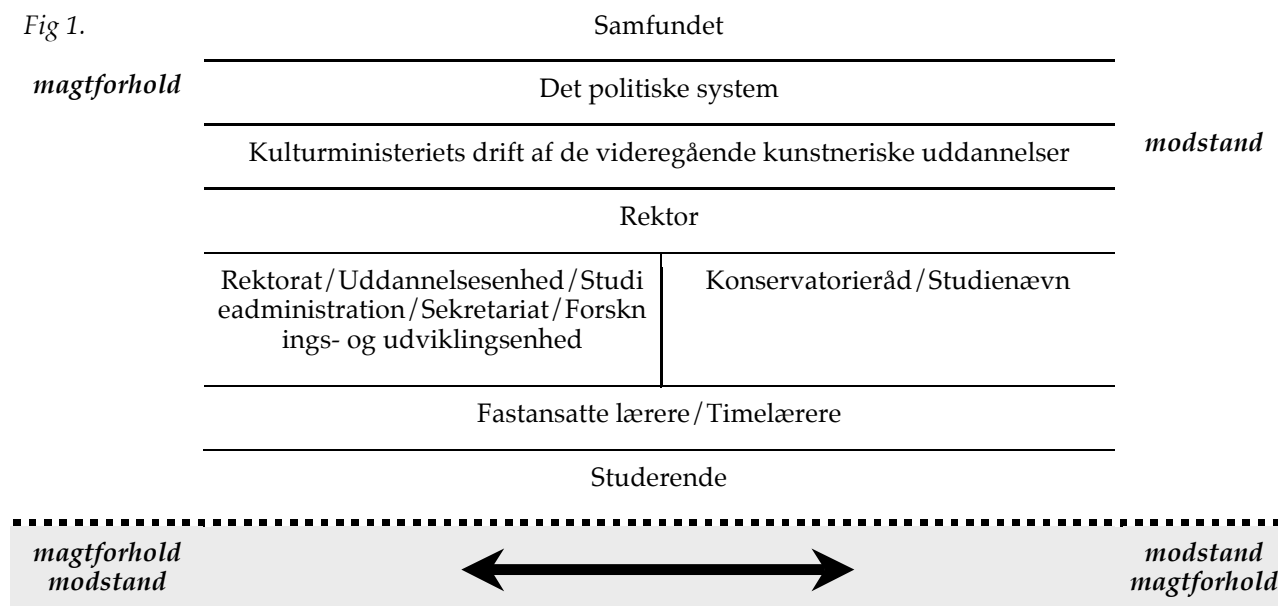 Fig 1.
Samfundet
magtforhold
Det politiske system
Kulturministeriets drift af de videregående kunstneriske uddannelser
modstand
Rektor
Rektorat/Uddannelsesenhed/Studi
eadministration/Sekretariat/Forskn
ings- og udviklingsenhed
Konservatorieråd/Studienævn
Fastansatte lærere/Timelærere
Studerende
magtforhold
modstand
modstand
magtforhold